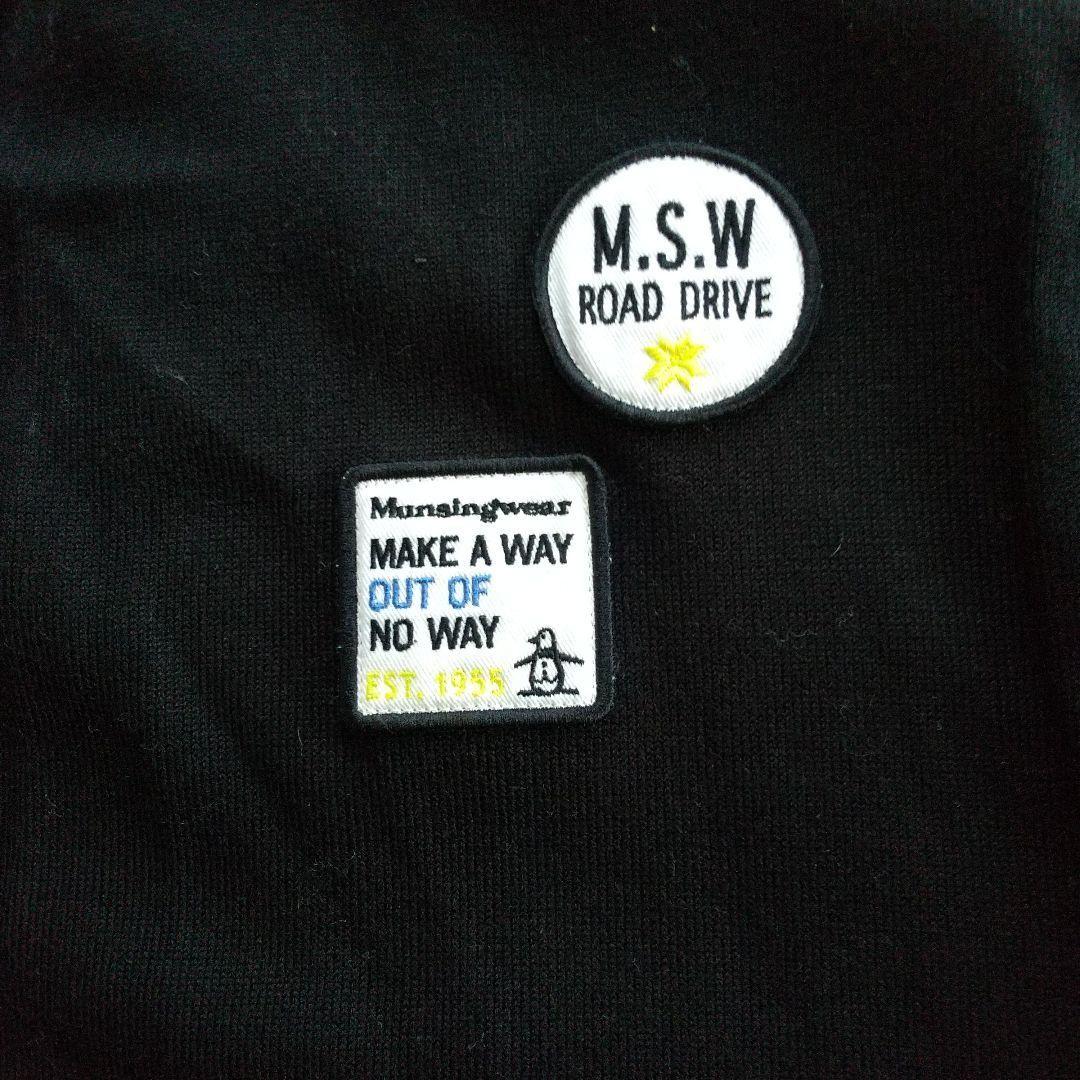 M.S.W
ROAD DRIVE
Munsingwear
MAKE A WAY
OUT OF
NO WAY
EST. 1955